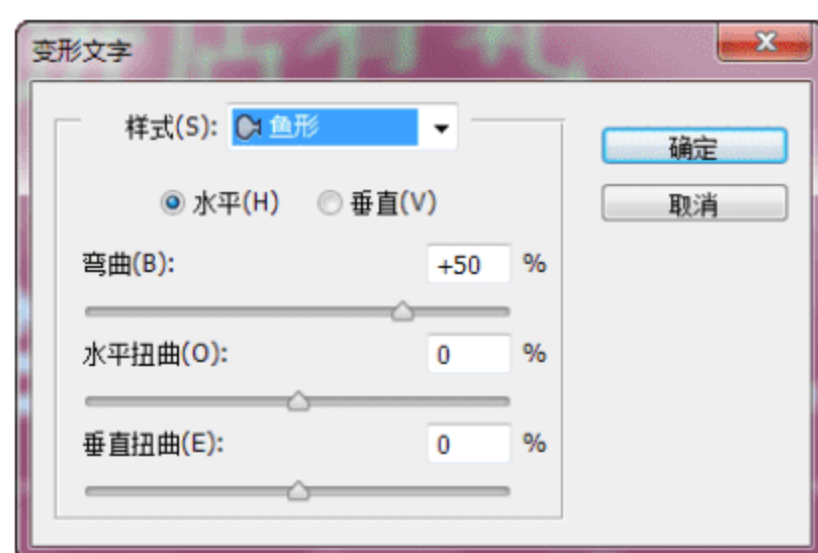 变形文字
样式(S): 鱼形
确定
水平(H) 垂直(V)
取消
弯曲(B): +50 %
水平扭曲(O): 0 %
垂直扭曲(E): 0 %